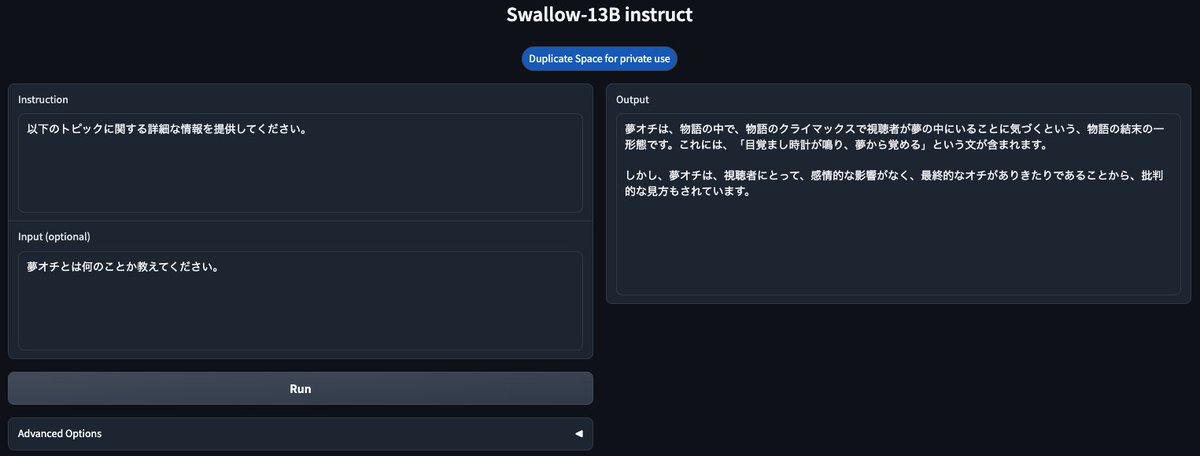 Swallow-13B instruct
Duplicate Space for private use
Instruction
以下のトピックに関する詳細な情報を提供してください。
Input (optional)
夢オチとは何のことか教えてください。
Run
Advanced Options
Output
夢オチは、物語の中で、物語のクライマックスで視聴者が夢の中にいることに気づくという、物語の結末の一
形態です。これには、「目覚まし時計が鳴り、夢から覚める」という文が含まれます。
しかし、夢オチは、視聴者にとって、感情的な影響がなく、最終的なオチがありきたりであることから、批判
的な見方もされています。